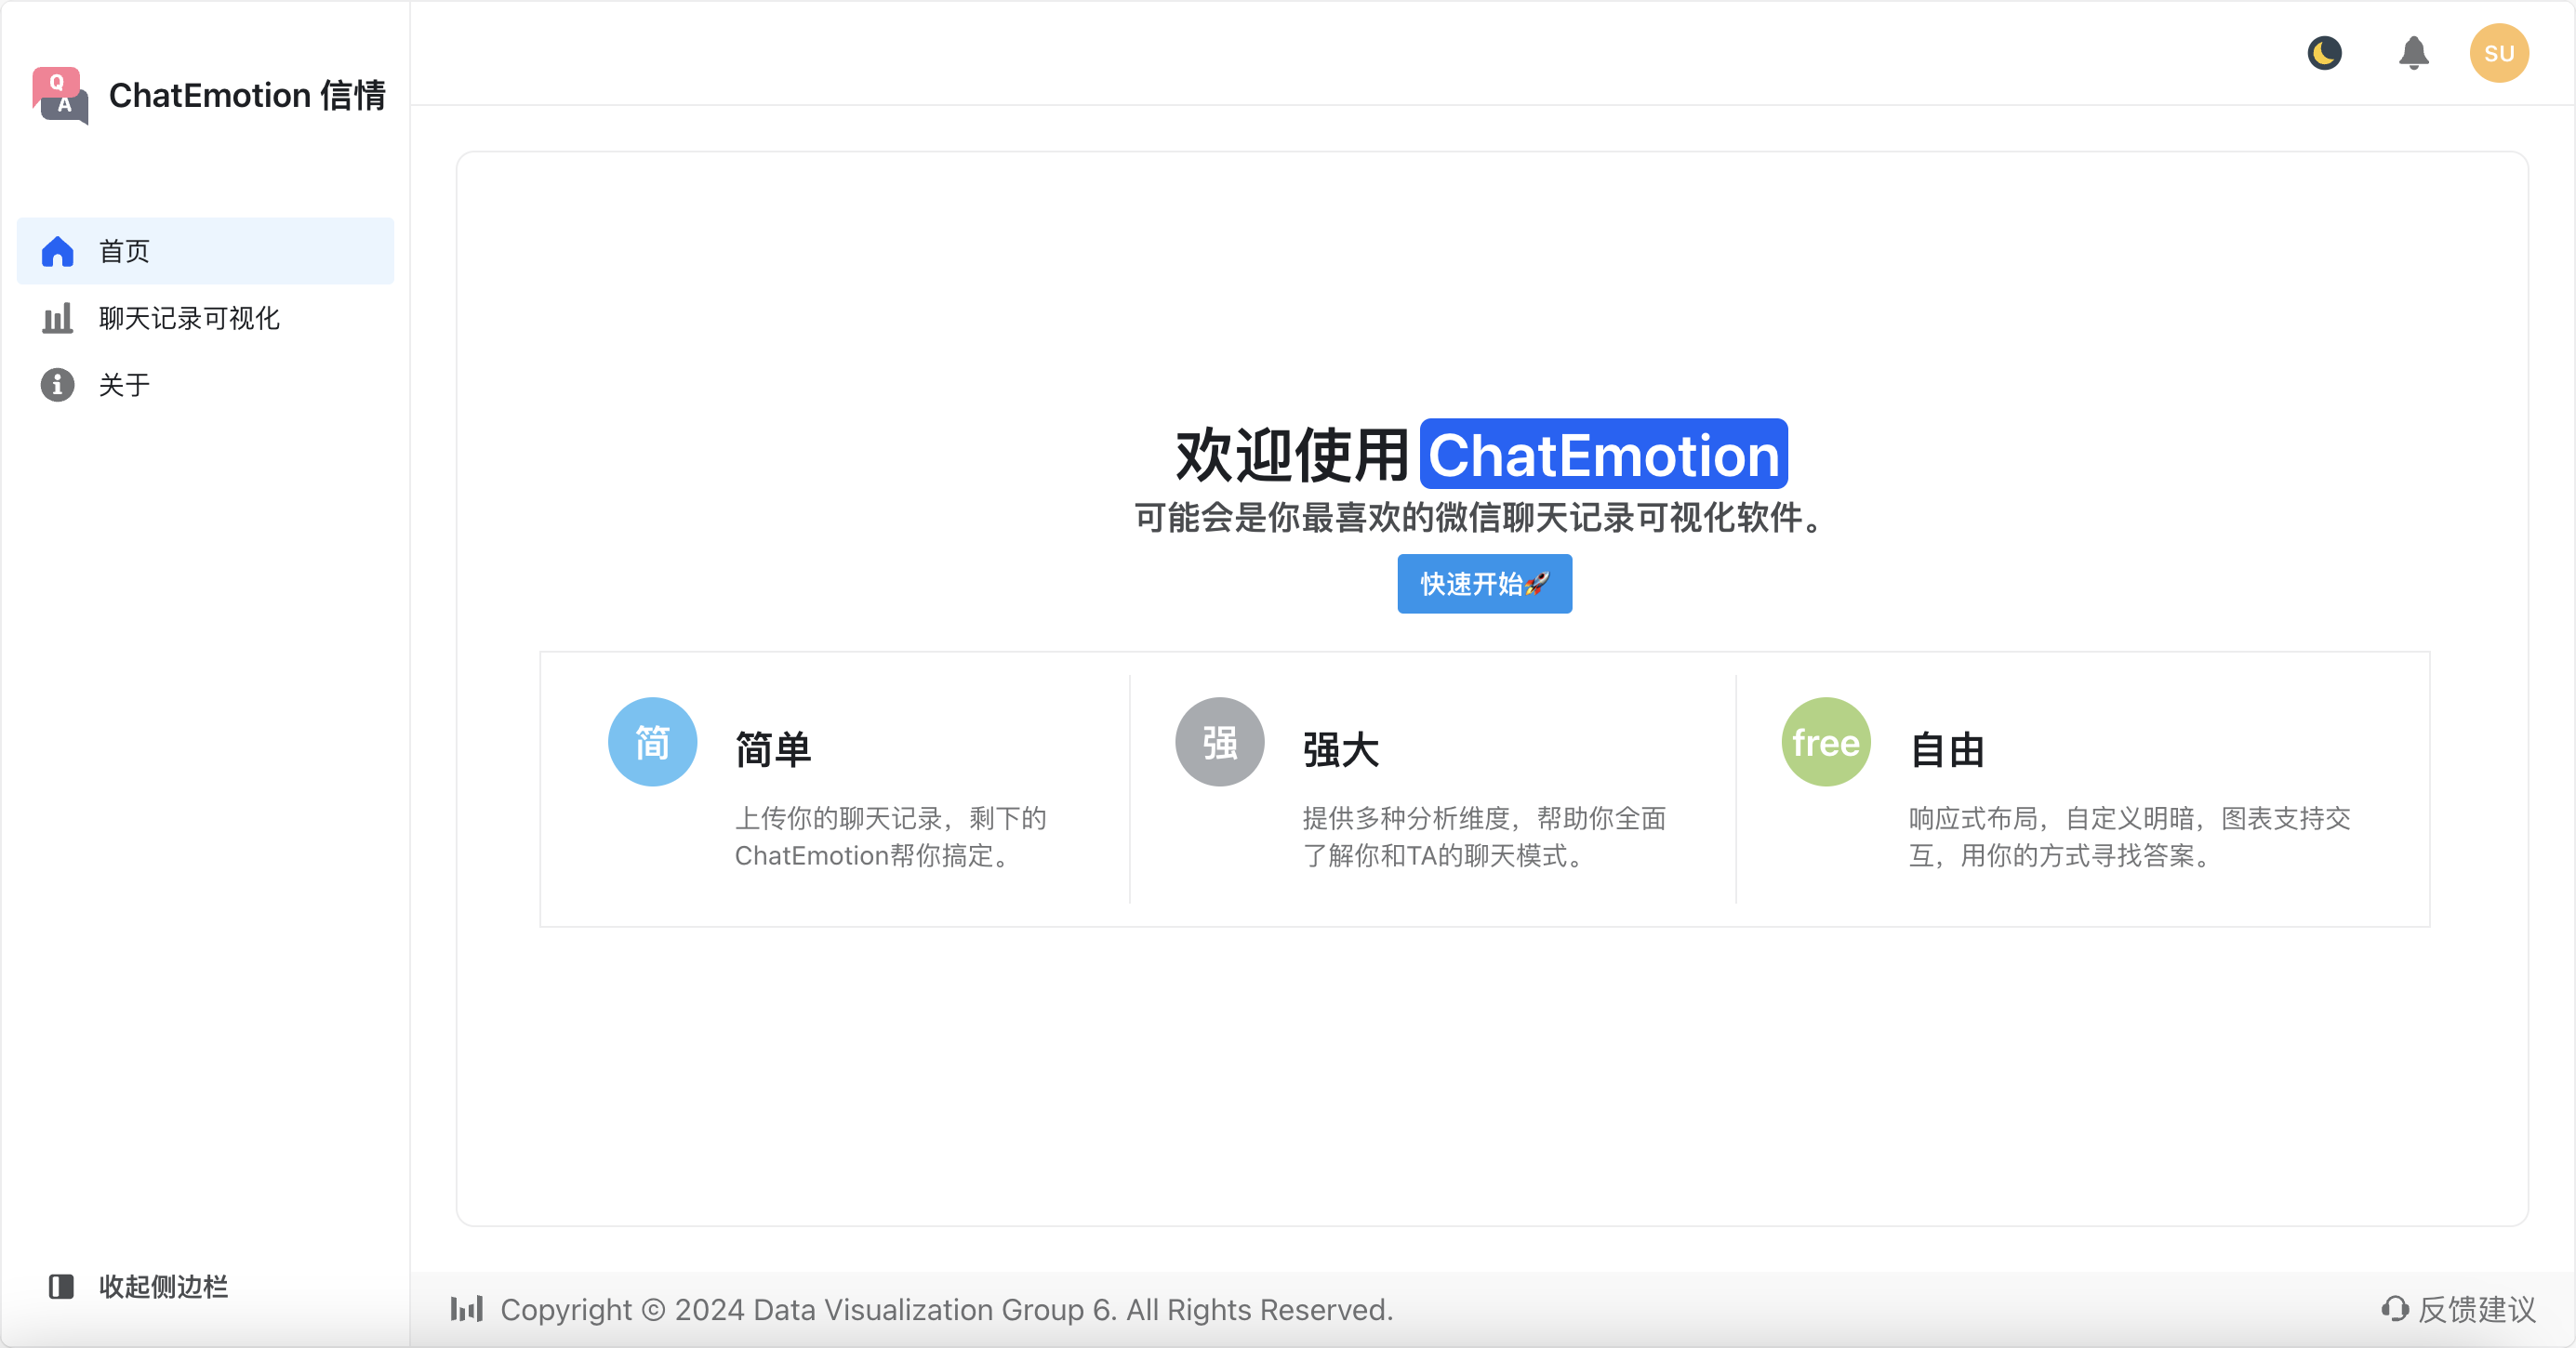 Q
A
ChatEmotion 信情
SU
首页
聊天记录可视化
关于
欢迎使用 ChatEmotion
可能会是你最喜欢的微信聊天记录可视化软件。
快速开始🚀
简
简单
上传你的聊天记录，剩下的
ChatEmotion帮你搞定。
强
强大
提供多种分析维度，帮助你全面
了解你和TA的聊天模式。
free
自由
响应式布局，自定义明暗，图表支持交
互，用你的方式寻找答案。
收起侧边栏
Copyright © 2024 Data Visualization Group 6. All Rights Reserved.
反馈建议